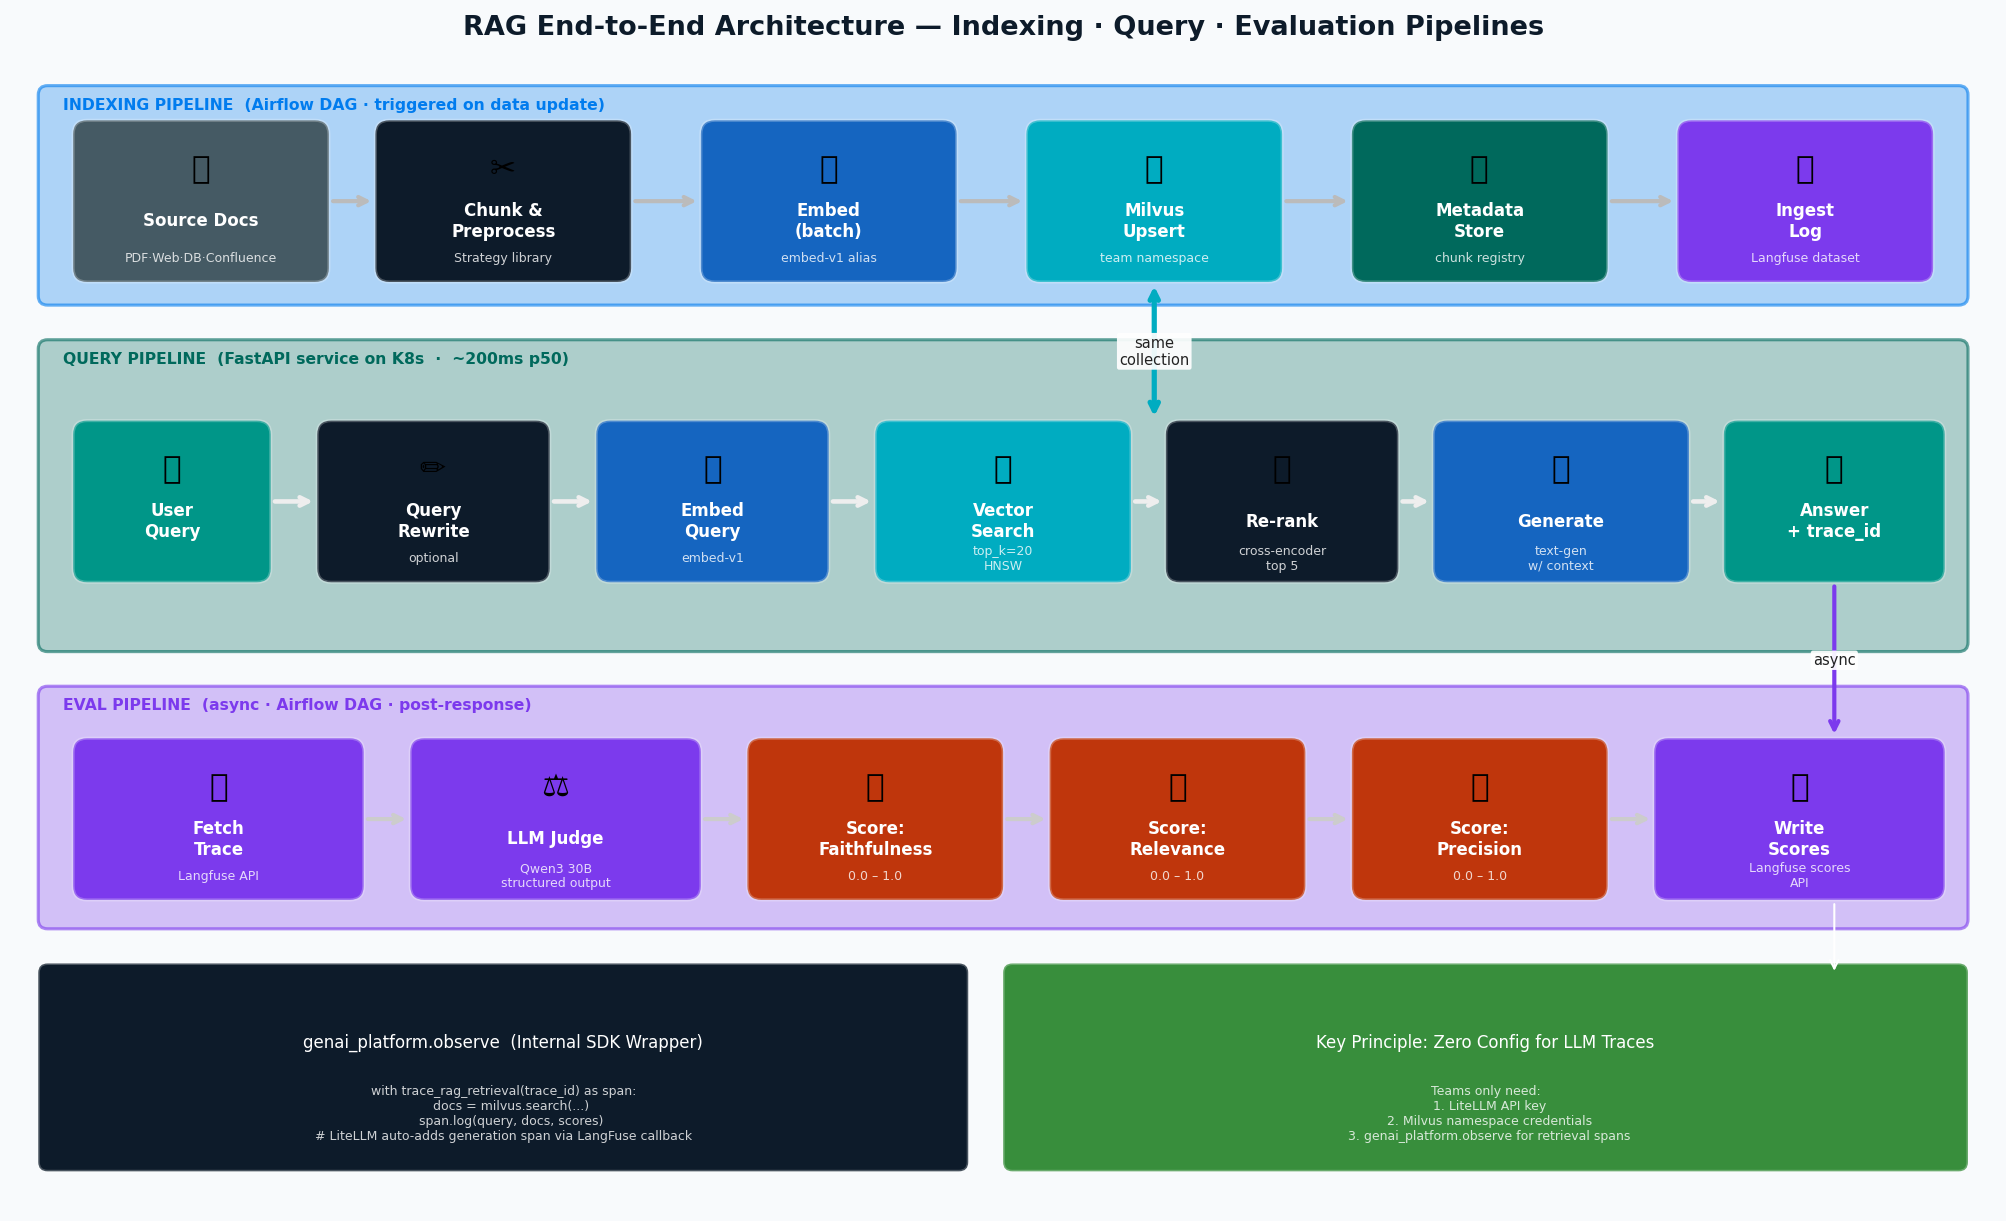 RAG End-to-End Architecture — Indexing · Query · Evaluation Pipelines
INDEXING PIPELINE (Airflow DAG · triggered on data update)
Source Docs
PDF·Web·DB·Confluence
Chunk &
Preprocess
Strategy library
Embed
(batch)
embed-v1 alias
Milvus
Upsert
team namespace
Metadata
Store
chunk registry
Ingest
Log
Langfuse dataset
same
collection
QUERY PIPELINE (FastAPI service on K8s · ~200ms p50)
User
Query
Query
Rewrite
optional
Embed
Query
embed-v1
Vector
Search
top_k=20
HNSW
Re-rank
cross-encoder
top 5
Generate
text-gen
w/ context
Answer
+ trace_id
async
EVAL PIPELINE (async · Airflow DAG · post-response)
Fetch
Trace
Langfuse API
LLM Judge
Qwen3 30B
structured output
Score:
Faithfulness
0.0 – 1.0
Score:
Relevance
0.0 – 1.0
Score:
Precision
0.0 – 1.0
Write
Scores
Langfuse scores
API
genai_platform.observe (Internal SDK Wrapper)
with trace_rag_retrieval(trace_id) as span:
docs = milvus.search(...)
span.log(query, docs, scores)
# LiteLLM auto-adds generation span via LangFuse callback
Key Principle: Zero Config for LLM Traces
Teams only need:
1. LiteLLM API key
2. Milvus namespace credentials
3. genai_platform.observe for retrieval spans